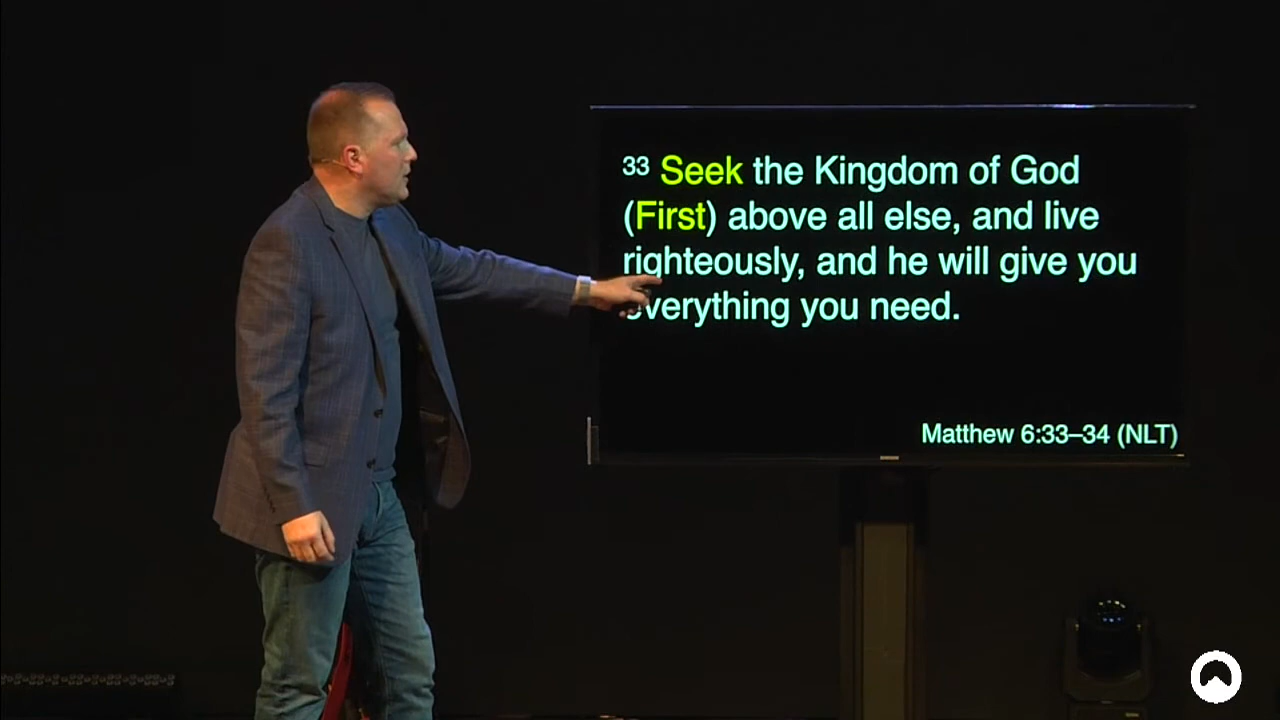 ³³ Seek the Kingdom of God
(First) above all else, and live
righteously, and he will give you
everything you need.
Matthew 6:33–34 (NLT)